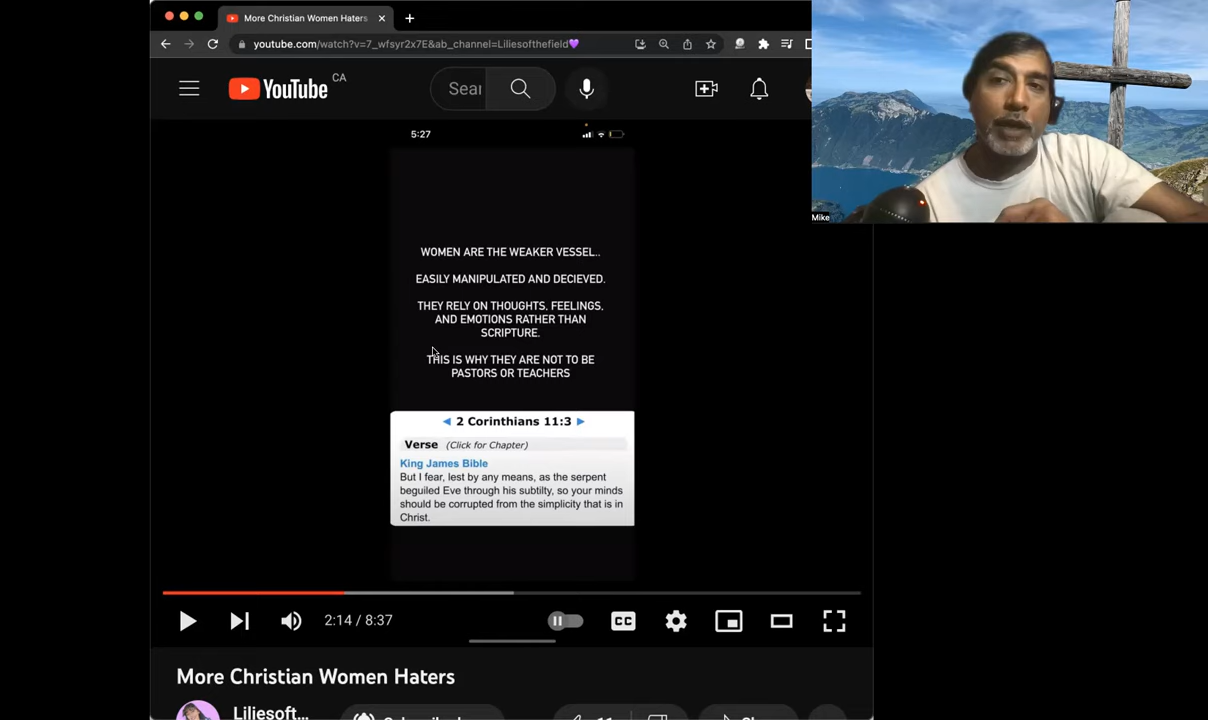 More Christian Women Haters
youtube.com/watch?v=7_wfsyr2x7E&ab_channel=Liliesofthefield💜
YouTube CA
Sear
5:27
WOMEN ARE THE WEAKER VESSEL..
EASILY MANIPULATED AND DECIEVED.
THEY RELY ON THOUGHTS, FEELINGS,
AND EMOTIONS RATHER THAN
SCRIPTURE.
THIS IS WHY THEY ARE NOT TO BE
PASTORS OR TEACHERS
2 Corinthians 11:3
Verse (Click for Chapter)
King James Bible
But I fear, lest by any means, as the serpent
beguiled Eve through his subtilty, so your minds
should be corrupted from the simplicity that is in
Christ.
Mike
2:14 / 8:37
CC
More Christian Women Haters
Liliesoft...